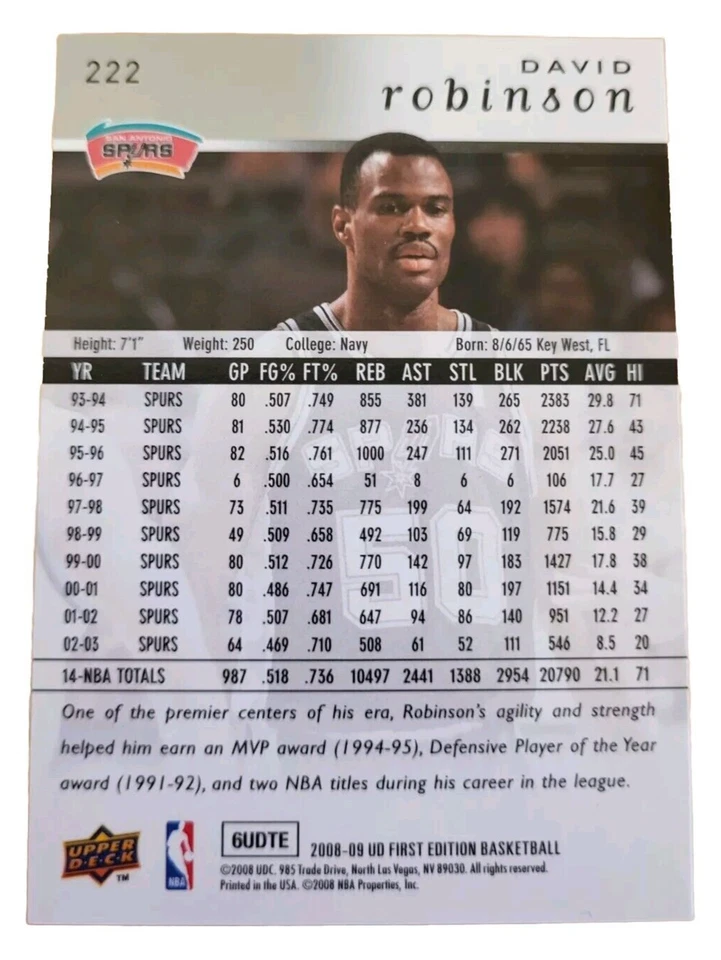 222
DAVID
robinson
SAN ANTONIO
SPURS
Height: 7'1" Weight: 250 College: Navy Born: 8/6/65 Key West, FL
YR TEAM GP FG% FT% REB AST STL BLK PTS AVG HI
93-94 SPURS 80 .507 .749 855 381 139 265 2383 29.8 71
94-95 SPURS 81 .530 .774 877 236 134 262 2238 27.6 43
95-96 SPURS 82 .516 .761 1000 247 111 271 2051 25.0 45
96-97 SPURS 6 .500 .654 51 8 6 6 106 17.7 27
97-98 SPURS 73 .511 .735 775 199 64 192 1574 21.6 39
98-99 SPURS 49 .509 .658 492 103 69 119 775 15.8 29
99-00 SPURS 80 .512 .726 770 142 97 183 1427 17.8 38
00-01 SPURS 80 .486 .747 691 116 80 197 1151 14.4 34
01-02 SPURS 78 .507 .681 647 94 86 140 951 12.2 27
02-03 SPURS 64 .469 .710 508 61 52 111 546 8.5 20
14-NBA TOTALS 987 .518 .736 10497 2441 1388 2954 20790 21.1 71
SPURS
50
One of the premier centers of his era, Robinson's agility and strength
helped him earn an MVP award (1994-95), Defensive Player of the Year
award (1991-92), and two NBA titles during his career in the league.
UPPER
D·E·C·K
TM
NBA
6UDTE 2008-09 UD FIRST EDITION BASKETBALL
©2008 UDC. 985 Trade Drive, North Las Vegas, NV 89030. All rights reserved.
Printed in the USA. ©2008 NBA Properties, Inc.